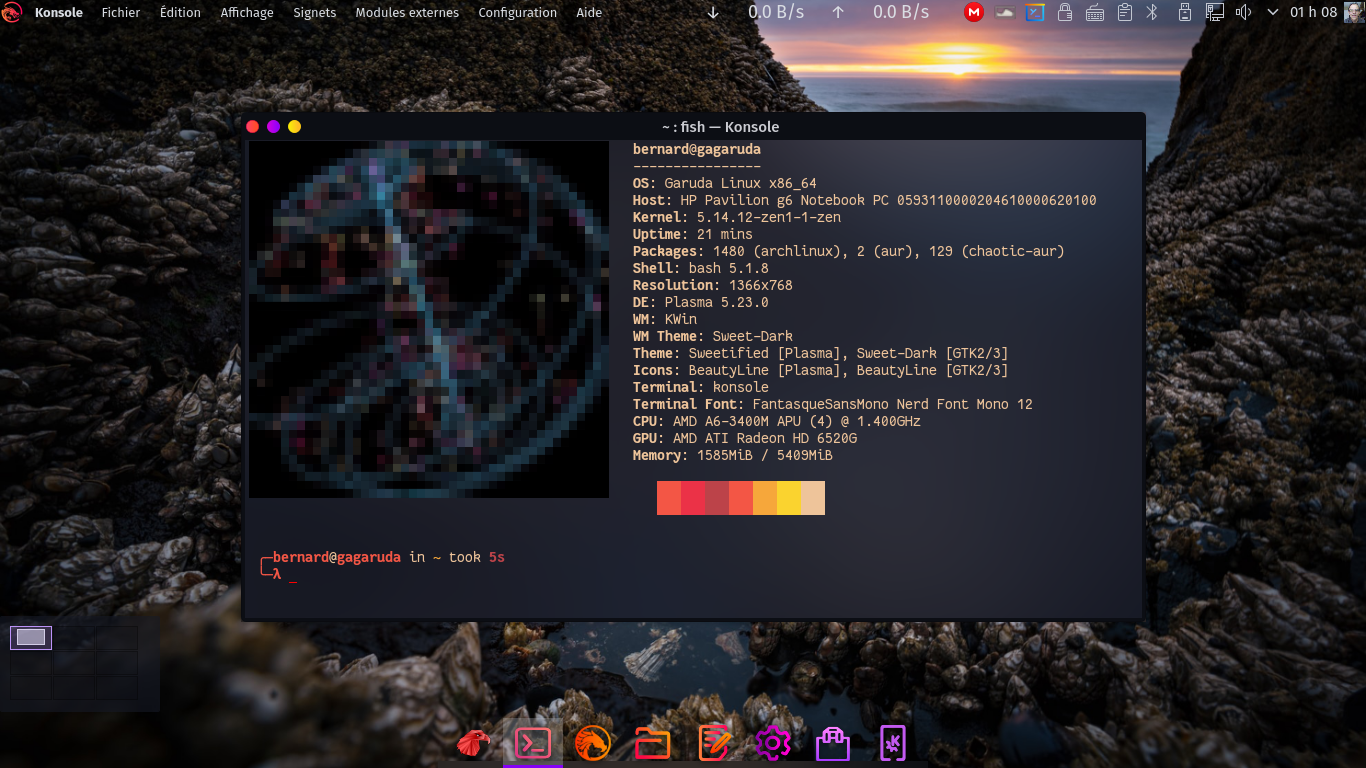 Konsole Fichier Édition Affichage Signets Modules externes Configuration Aide ↓ 0.0 B/s ↑ 0.0 B/s M 01 h 08
~ : fish — Konsole
bernard@gagaruda
----------------
OS: Garuda Linux x86_64
Host: HP Pavilion g6 Notebook PC 0593110000204610000620100
Kernel: 5.14.12-zen1-1-zen
Uptime: 21 mins
Packages: 1480 (archlinux), 2 (aur), 129 (chaotic-aur)
Shell: bash 5.1.8
Resolution: 1366x768
DE: Plasma 5.23.0
WM: KWin
WM Theme: Sweet-Dark
Theme: Sweetified [Plasma], Sweet-Dark [GTK2/3]
Icons: BeautyLine [Plasma], BeautyLine [GTK2/3]
Terminal: konsole
Terminal Font: FantasqueSansMono Nerd Font Mono 12
CPU: AMD A6-3400M APU (4) @ 1.400GHz
GPU: AMD ATI Radeon HD 6520G
Memory: 1585MiB / 5409MiB
╭─bernard@gagaruda in ~ took 5s
╰─λ _